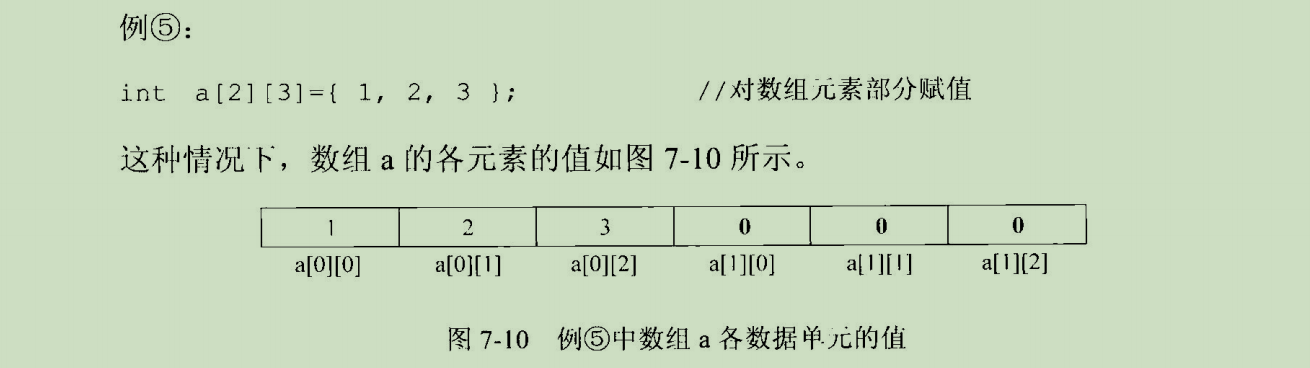 例⑤：
int a[2][3]={ 1, 2, 3 }; //对数组元素部分赋值
这种情况下，数组 a 的各元素的值如图 7-10 所示。
1 2 3 0 0 0
a[0][0] a[0][1] a[0][2] a[1][0] a[1][1] a[1][2]
图 7-10 例⑤中数组 a 各数据单元的值